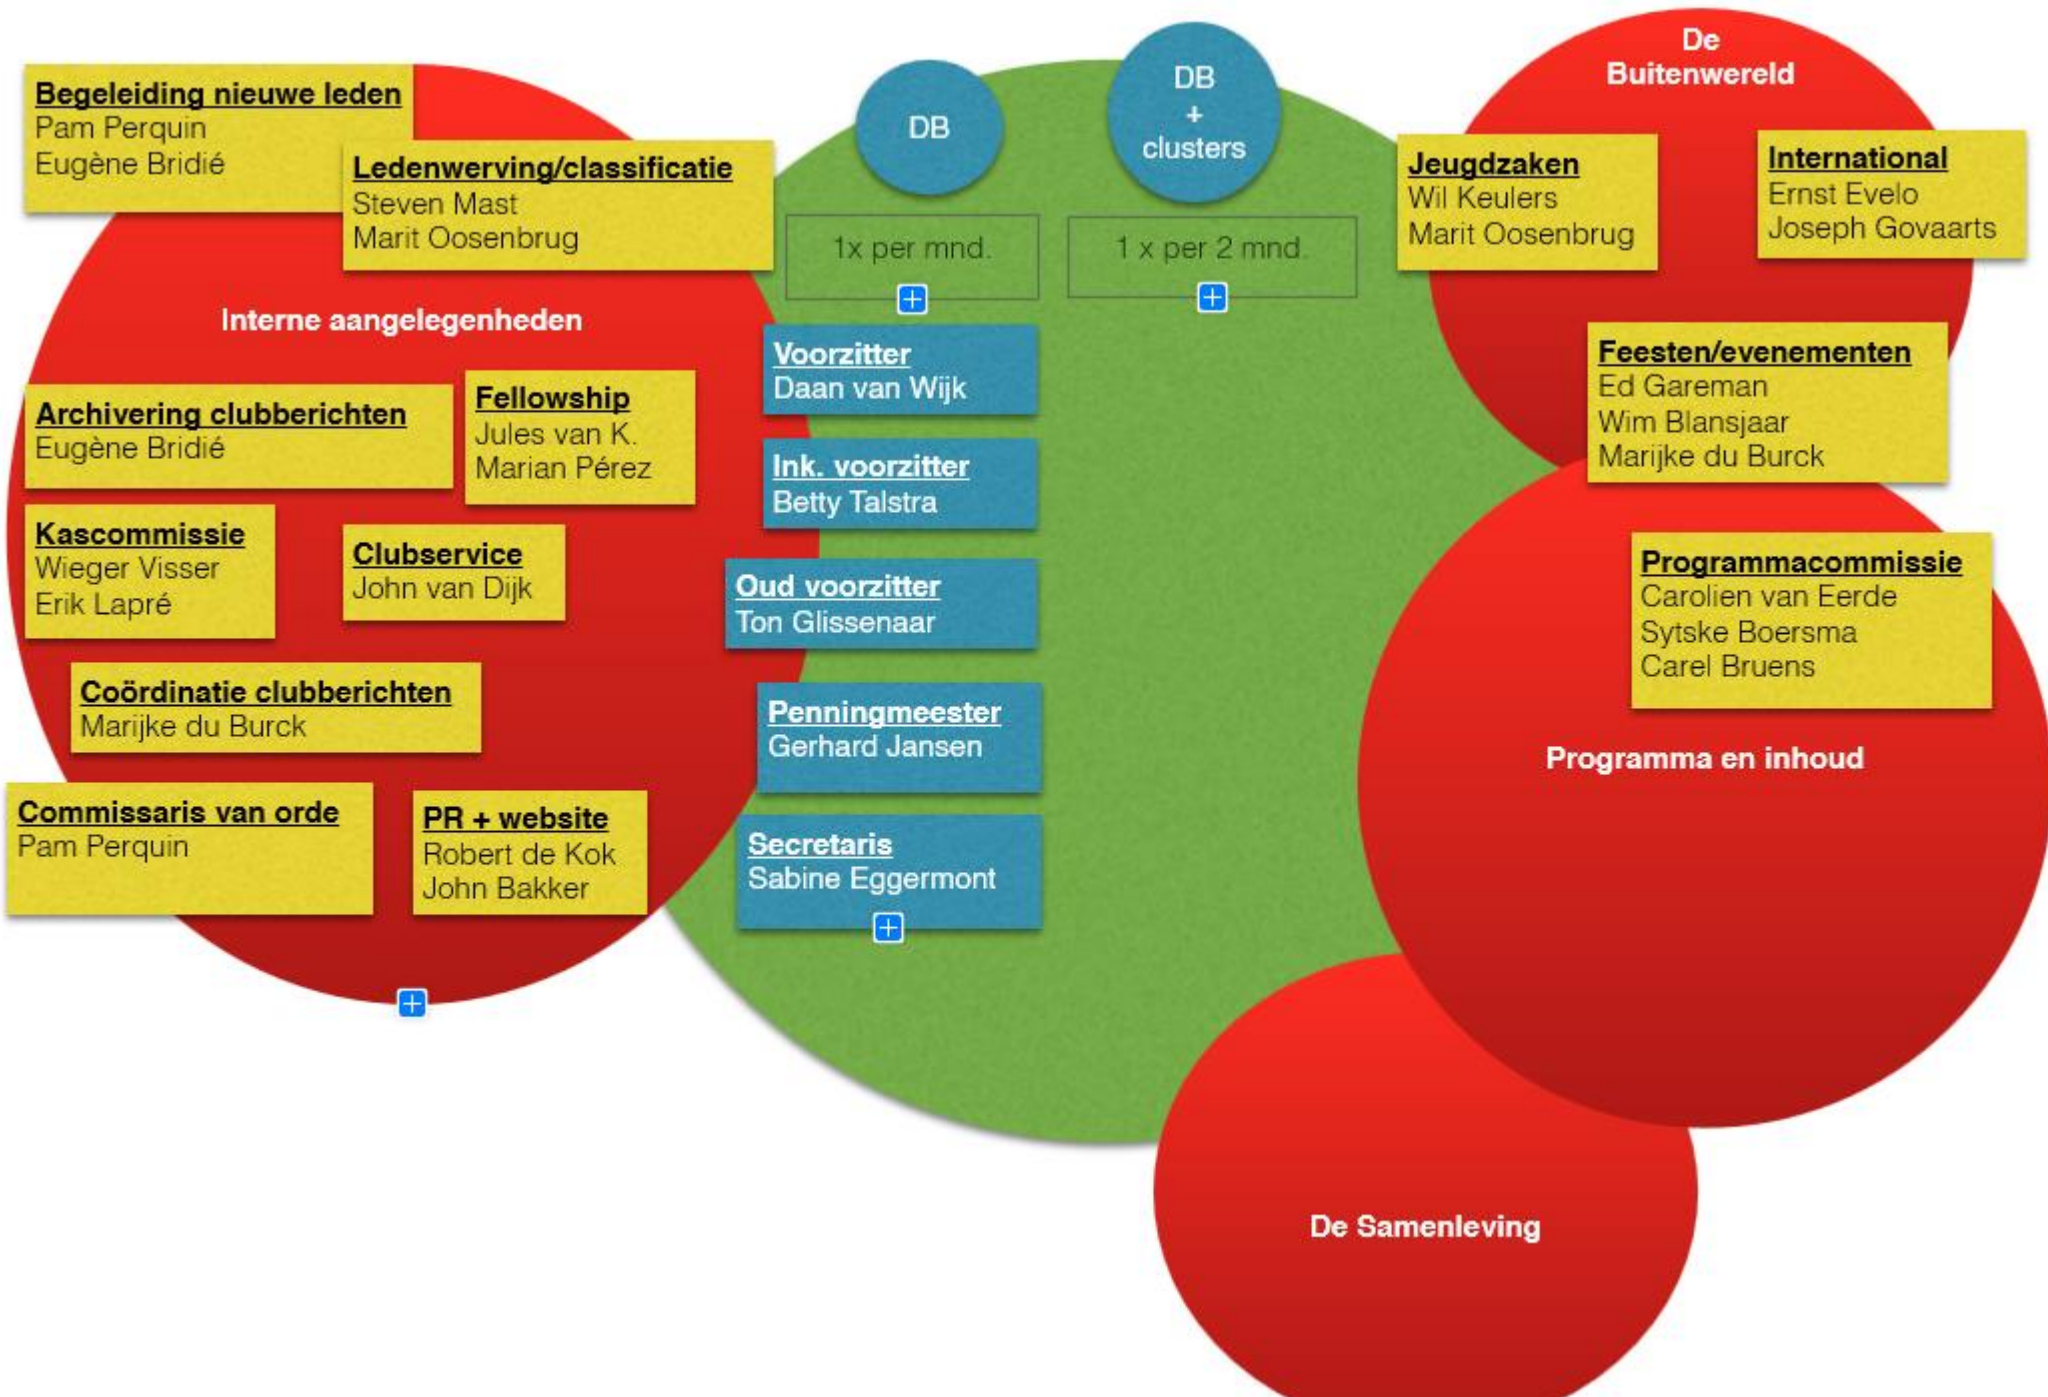 Begeleiding nieuwe leden
Pam Perquin
Eugène Bridié
Ledenwerving/classificatie
Steven Mast
Marit Oosenbrug
Interne aangelegenheden
Archivering clubberichten
Eugène Bridié
Fellowship
Jules van K.
Marian Pérez
Kascommissie
Wieger Visser
Erik Lapré
Clubservice
John van Dijk
Coördinatie clubberichten
Marijke du Burck
Commissaris van orde
Pam Perquin
PR + website
Robert de Kok
John Bakker
DB
1x per mnd.
DB
+
clusters
1 x per 2 mnd.
Voorzitter
Daan van Wijk
Ink. voorzitter
Betty Talstra
Oud voorzitter
Ton Glissenaar
Penningmeester
Gerhard Jansen
Secretaris
Sabine Eggermont
De
Buitenwereld
Jeugdzaken
Wil Keulers
Marit Oosenbrug
International
Ernst Evelo
Joseph Govaarts
Feesten/evenementen
Ed Gareman
Wim Blansjaar
Marijke du Burck
Programmacommissie
Carolien van Eerde
Sytske Boersma
Carel Bruens
Programma en inhoud
De Samenleving